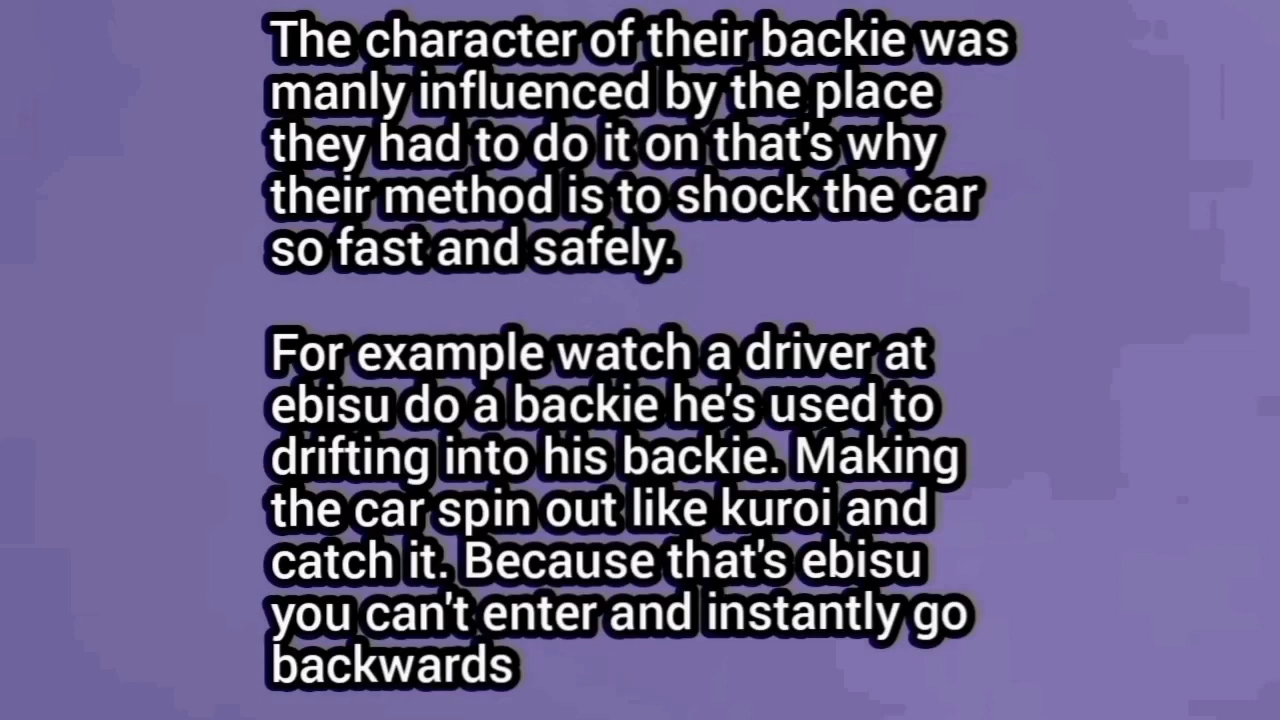 The character of their backie was
manly influenced by the place
they had to do it on that's why
their method is to shock the car
so fast and safely.
For example watch a driver at
ebisu do a backie he's used to
drifting into his backie. Making
the car spin out like kuroi and
catch it. Because that's ebisu
you can't enter and instantly go
backwards